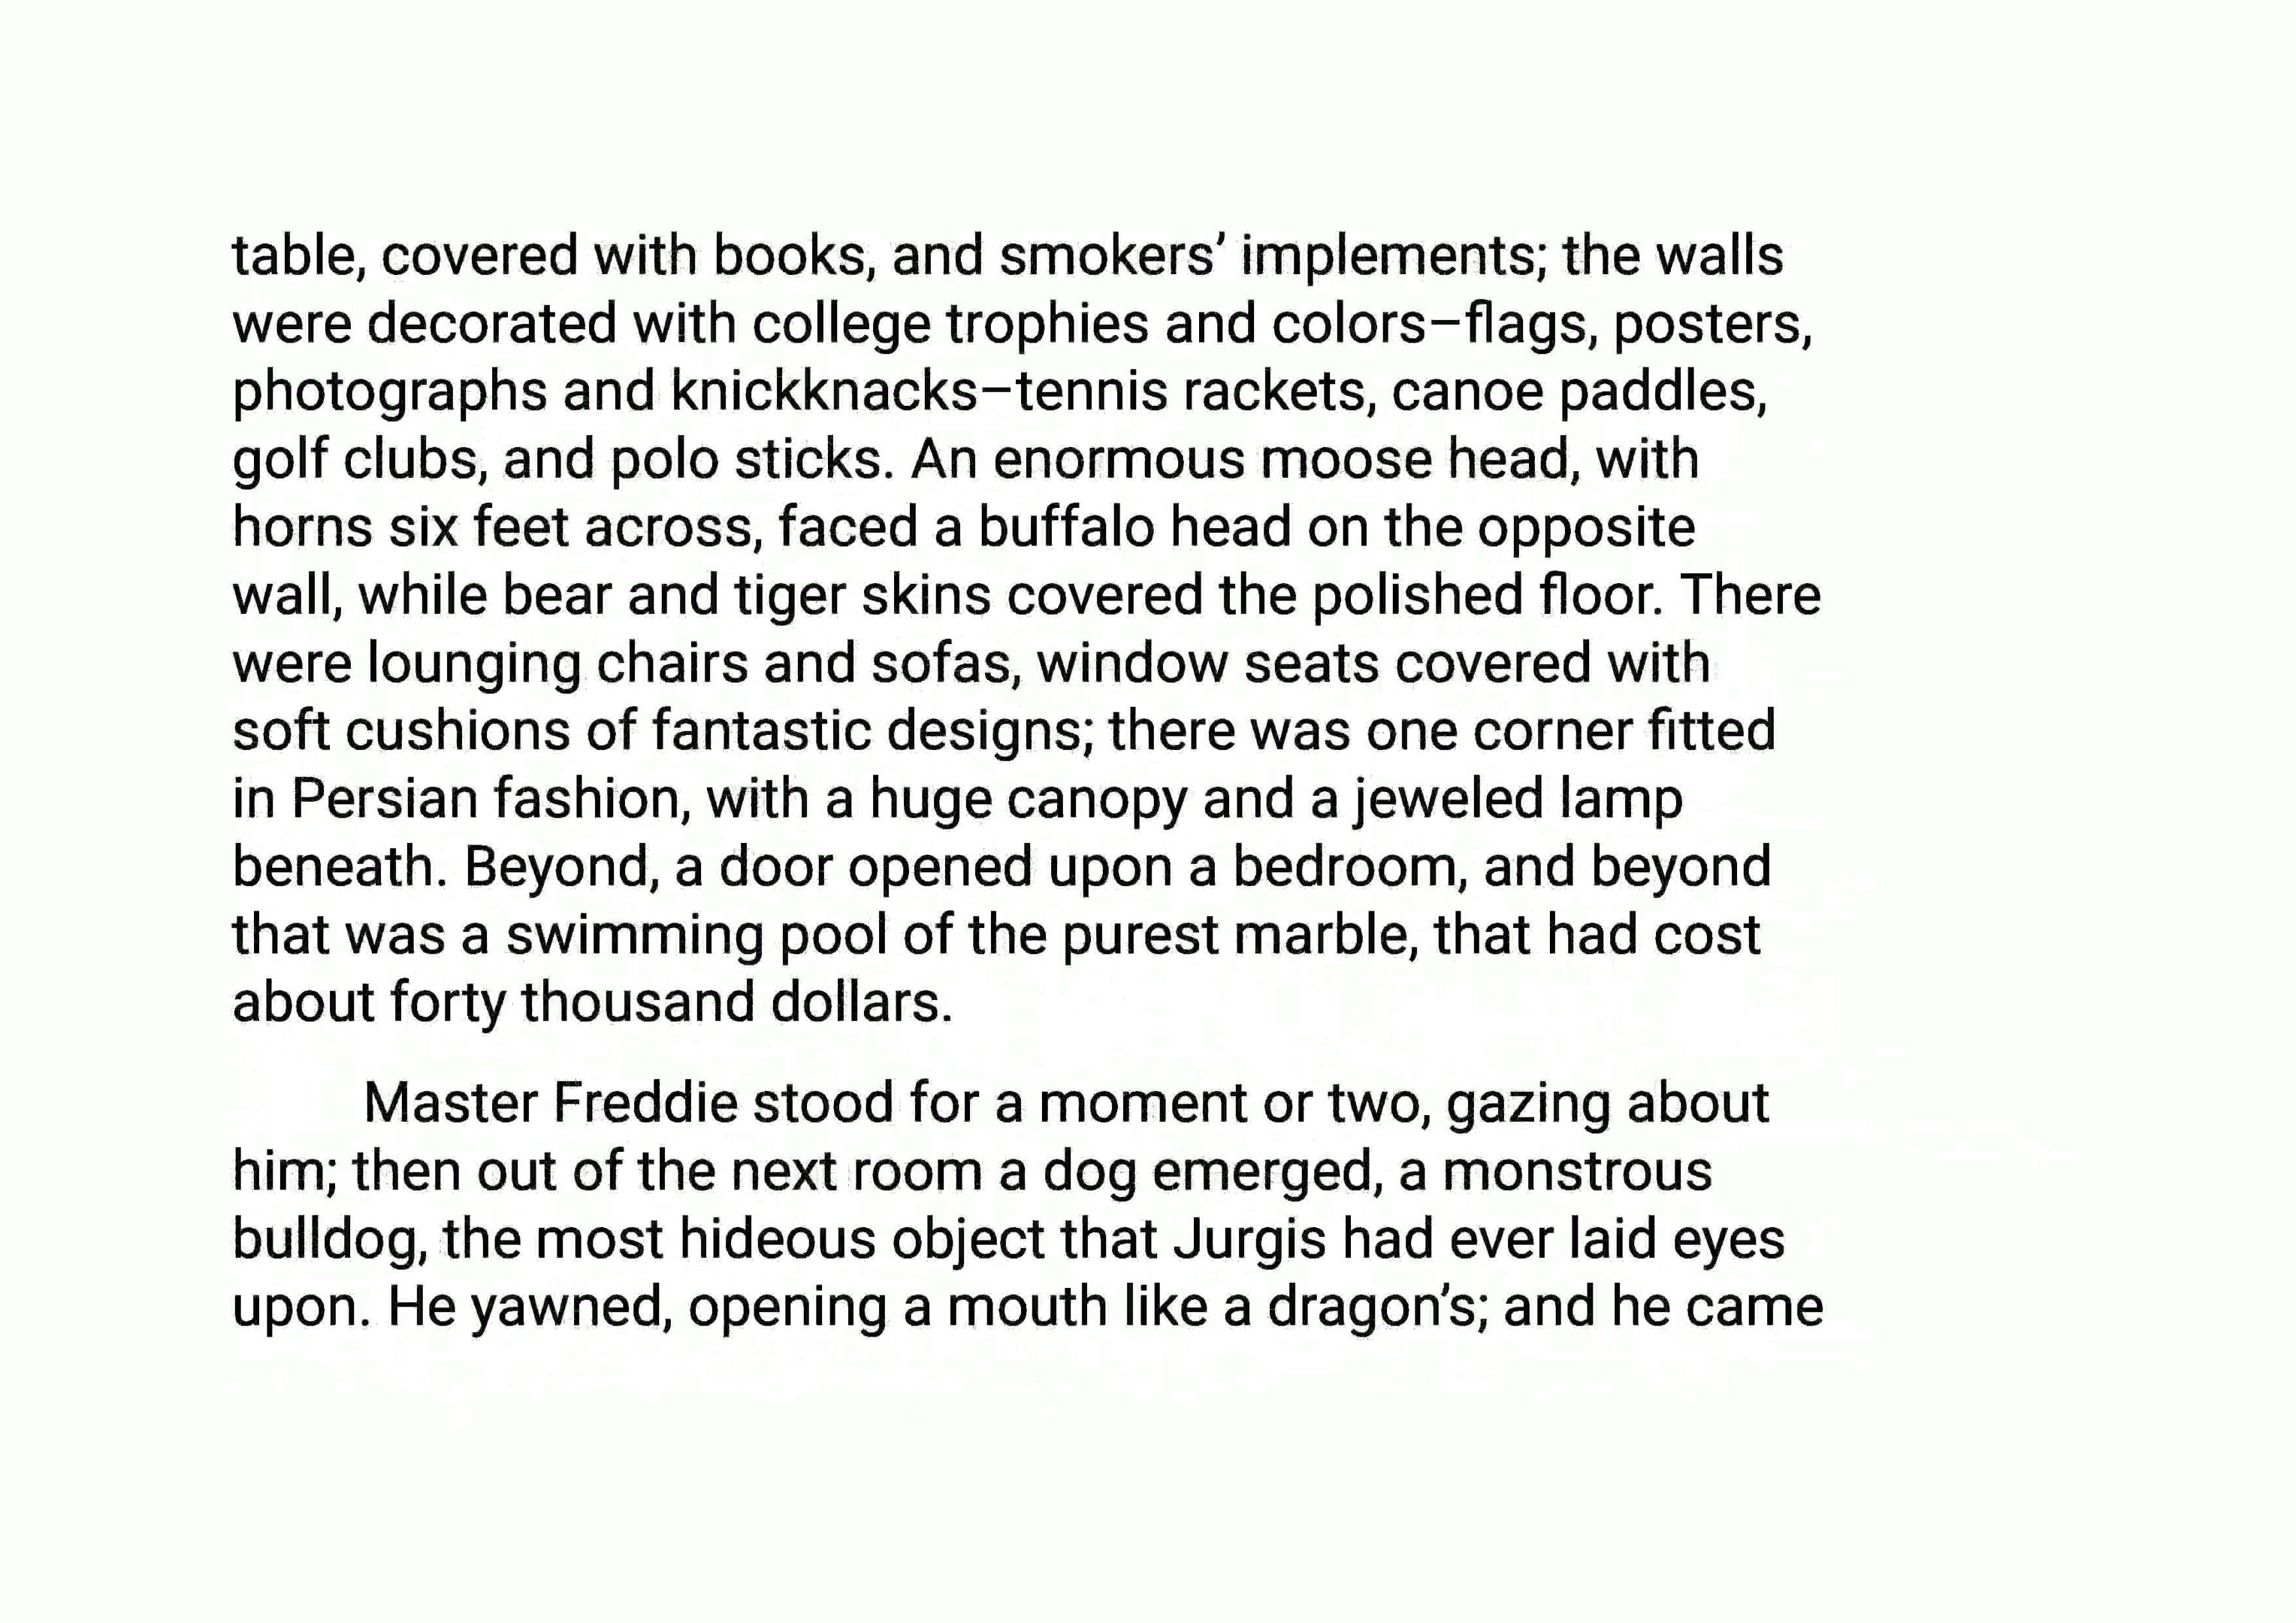 table, covered with books, and smokers’ implements; the walls
were decorated with college trophies and colors–flags, posters,
photographs and knickknacks–tennis rackets, canoe paddles,
golf clubs, and polo sticks. An enormous moose head, with
horns six feet across, faced a buffalo head on the opposite
wall, while bear and tiger skins covered the polished floor. There
were lounging chairs and sofas, window seats covered with
soft cushions of fantastic designs; there was one corner fitted
in Persian fashion, with a huge canopy and a jeweled lamp
beneath. Beyond, a door opened upon a bedroom, and beyond
that was a swimming pool of the purest marble, that had cost
about forty thousand dollars.
Master Freddie stood for a moment or two, gazing about
him; then out of the next room a dog emerged, a monstrous
bulldog, the most hideous object that Jurgis had ever laid eyes
upon. He yawned, opening a mouth like a dragon’s; and he came